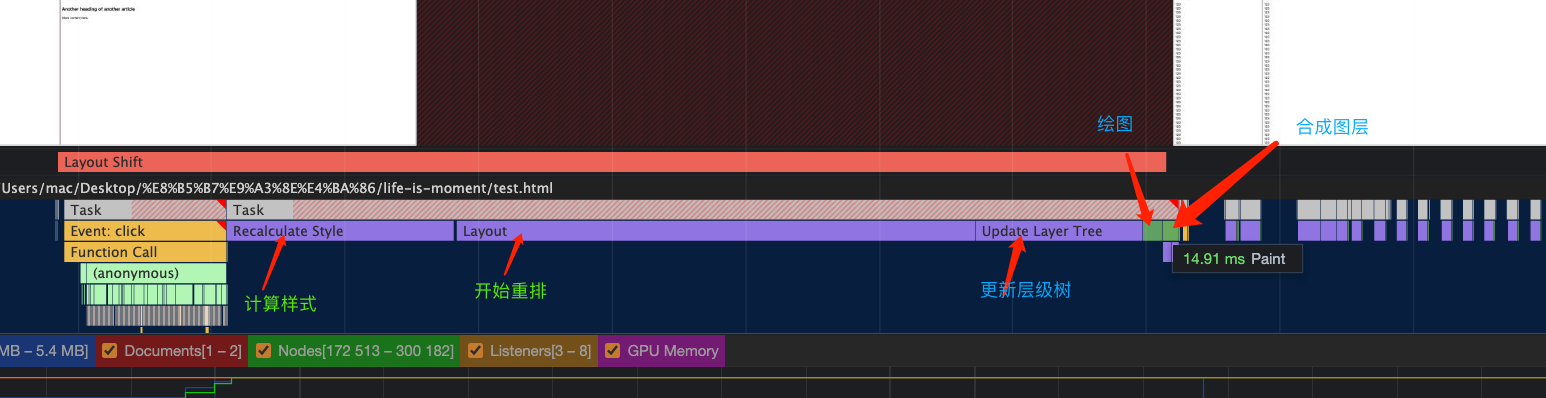 Another heading of another article
绘图
合成图层
Layout Shift
Users/mac/Desktop/%E8%B5%B7%E9%A3%8E%E4%BA%86/life-is-moment/test.html
Task
Task
Event: click
Recalculate Style
Layout
Update Layer Tree
Function Call
14.91 ms Paint
(anonymous)
计算样式
开始重排
更新层级树
MB – 5.4 MB]
Documents[1 – 2]
Nodes[172 513 – 300 182]
Listeners[3 – 8]
GPU Memory